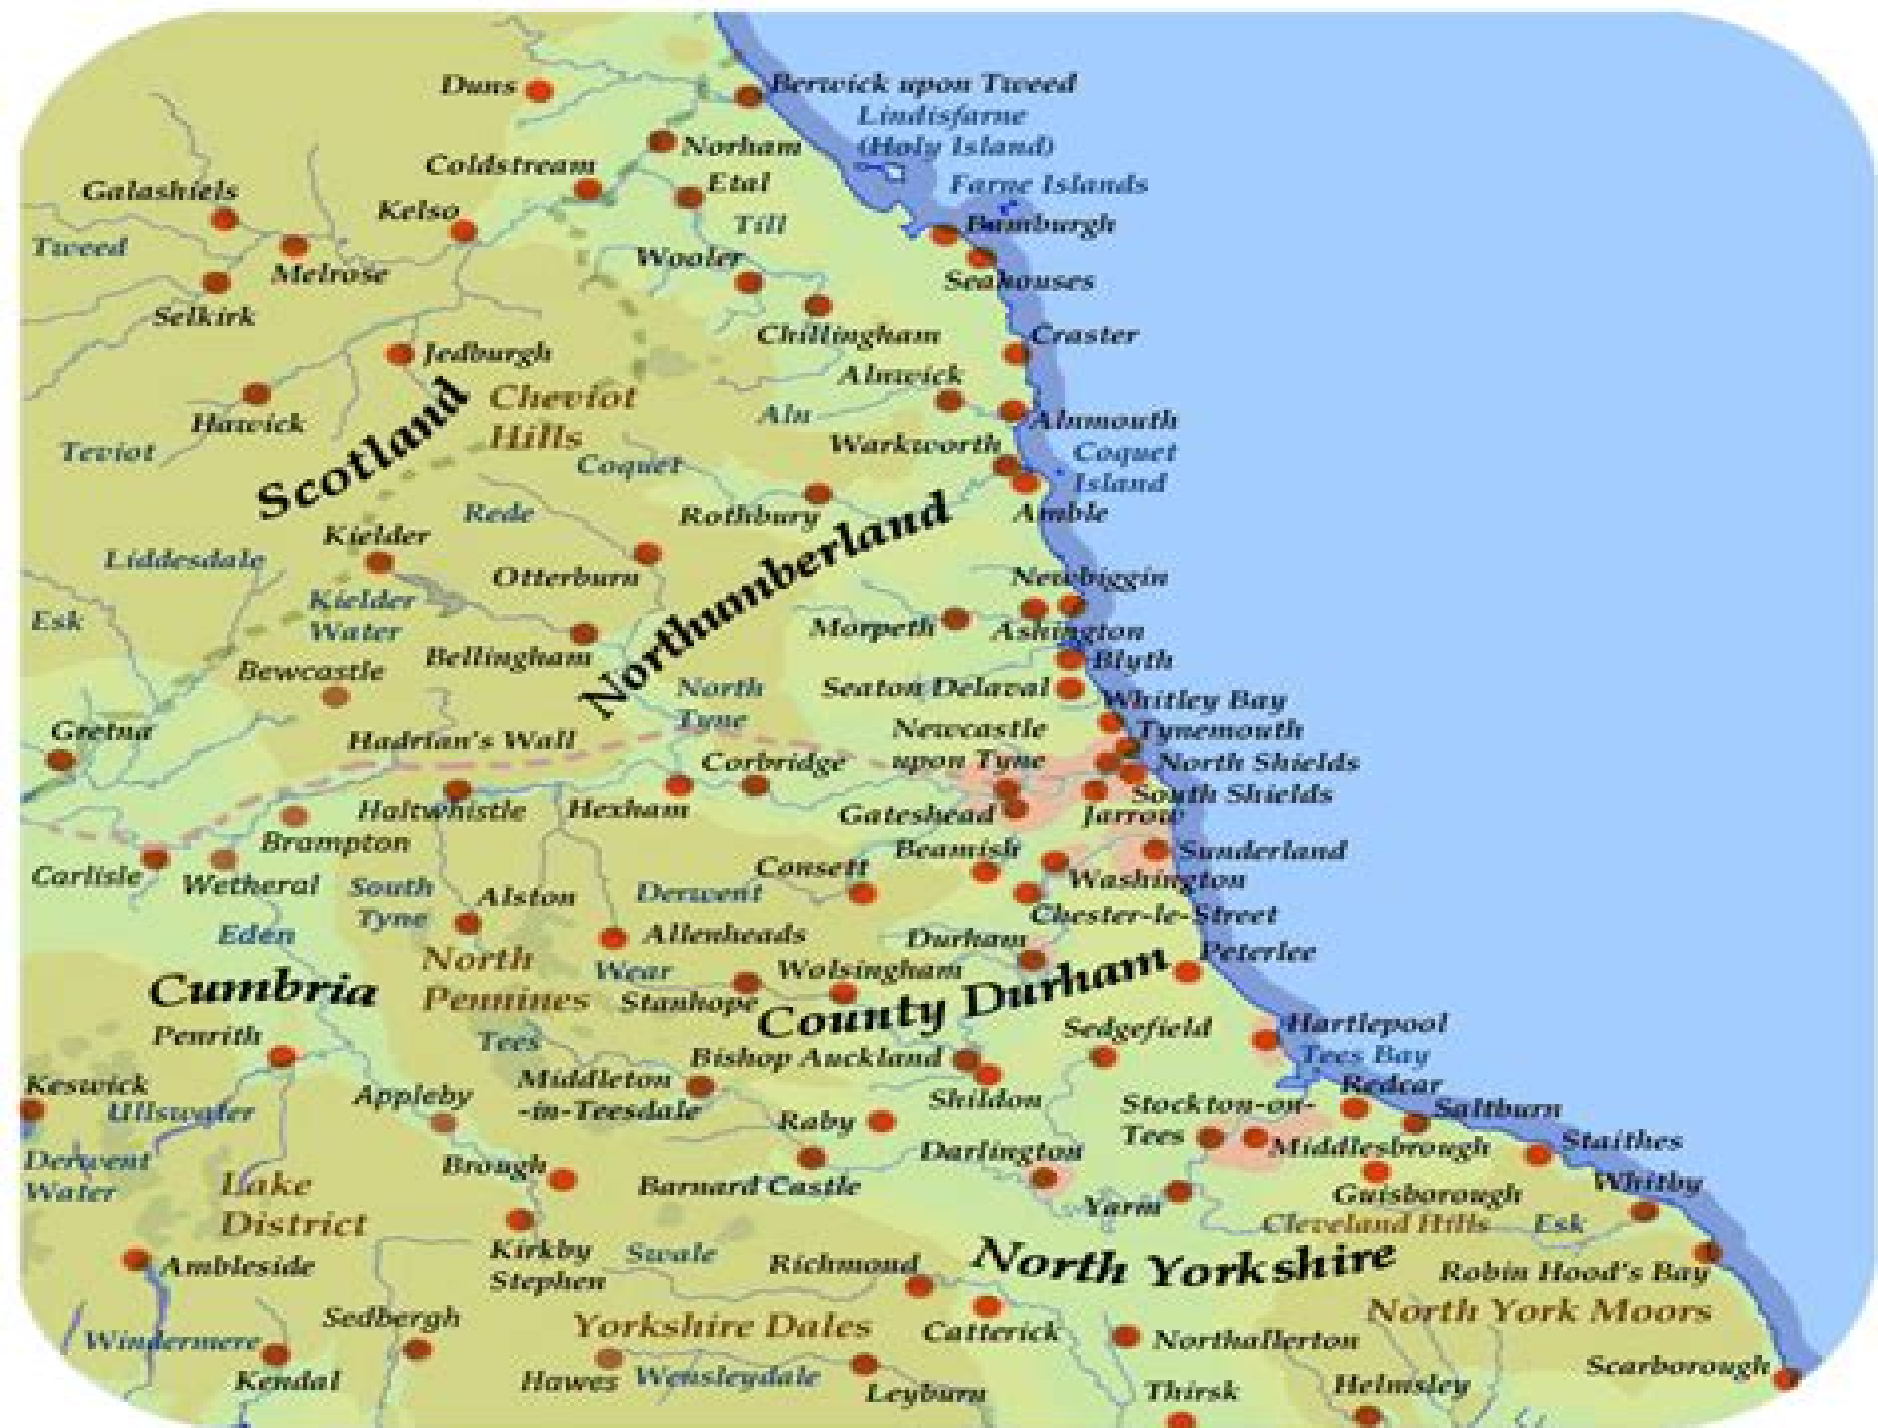 Duns
Berwick upon Tweed
Lindisfarne
(Holy Island)
Norham
Coldstream
Etal
Farne Islands
Galashiels
Kelso
Till
Bamburgh
Tweed
Melrose
Wooler
Seahouses
Selkirk
Chillingham
Craster
Jedburgh
Alnwick
Scotland
Cheviot
Hills
Aln
Alnmouth
Hawick
Warkworth
Teviot
Coquet
Coquet
Island
Rede
Rothbury
Amble
Kielder
Liddesdale
Otterburn
Northumberland
Newbiggin
Kielder
Water
Esk
Morpeth
Ashington
Bewcastle
Bellingham
Blyth
North
Tyne
Seaton Delaval
Whitley Bay
Gretna
Hadrian's Wall
Newcastle
upon Tyne
Tynemouth
Corbridge
North Shields
Haltwhistle
Hexham
Gateshead
South Shields
Jarrow
Brampton
Beamish
Sunderland
Carlisle
Wetheral
South
Tyne
Alston
Consett
Derwent
Washington
Chester-le-Street
Eden
Allenheads
Durham
Peterlee
North
Pennines
Wear
Wolsingham
Cumbria
Stanhope
County Durham
Penrith
Tees
Sedgefield
Hartlepool
Tees Bay
Bishop Auckland
Keswick
Ullswater
Appleby
Middleton
-in-Teesdale
Raby
Shildon
Stockton-on-
Tees
Redcar
Saltburn
Derwent
Water
Brough
Darlington
Middlesbrough
Staithes
Lake
District
Barnard Castle
Yarm
Guisborough
Whitby
Cleveland Hills
Esk
Ambleside
Kirkby
Stephen
Swale
Richmond
North Yorkshire
Robin Hood's Bay
Windermere
Sedbergh
Yorkshire Dales
Catterick
Northallerton
North York Moors
Kendal
Hawes
Wensleydale
Leyburn
Thirsk
Helmsley
Scarborough